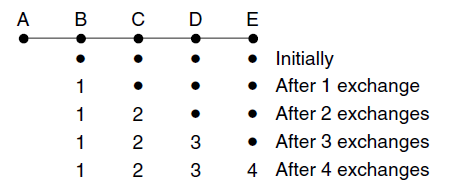 A B C D E
• • • • Initially
1 • • • After 1 exchange
1 2 • • After 2 exchanges
1 2 3 • After 3 exchanges
1 2 3 4 After 4 exchanges